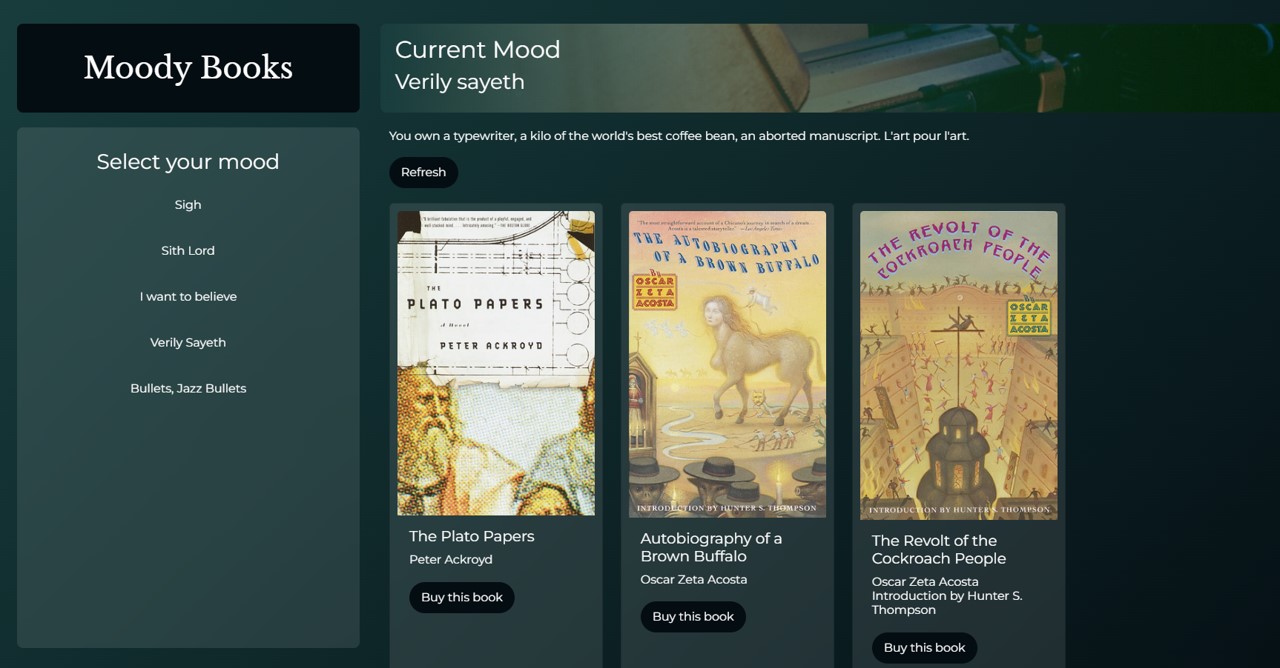 Moody Books
Select your mood
Sigh
Sith Lord
I want to believe
Verily Sayeth
Bullets, Jazz Bullets
Current Mood
Verily sayeth
You own a typewriter, a kilo of the world's best coffee bean, an aborted manuscript. L'art pour l'art.
Refresh
THE
PLATO PAPERS
A Novel
PETER ACKROYD
The Plato Papers
Peter Ackroyd
Buy this book
THE AUTOBIOGRAPHY
OF A BROWN BUFFALO
By
OSCAR
ZETA
ACOSTA
INTRODUCTION BY HUNTER S. THOMPSON
Autobiography of a
Brown Buffalo
Oscar Zeta Acosta
Buy this book
THE REVOLT OF THE
COCKROACH PEOPLE
By
OSCAR
ZETA
ACOSTA
INTRODUCTION BY HUNTER S. THOMPSON
The Revolt of the
Cockroach People
Oscar Zeta Acosta
Introduction by Hunter S.
Thompson
Buy this book